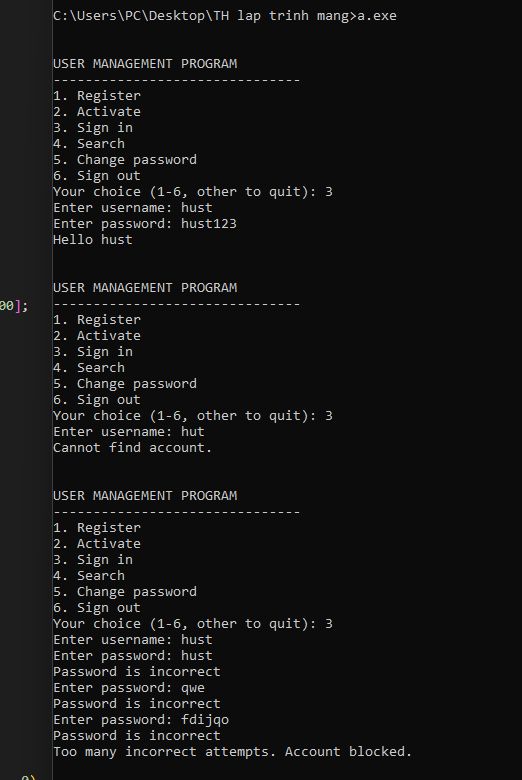 C:\Users\PC\Desktop\TH lap trinh mang>a.exe
USER MANAGEMENT PROGRAM
-------------------------------
1. Register
2. Activate
3. Sign in
4. Search
5. Change password
6. Sign out
Your choice (1-6, other to quit): 3
Enter username: hust
Enter password: hust123
Hello hust
USER MANAGEMENT PROGRAM
00];
-------------------------------
1. Register
2. Activate
3. Sign in
4. Search
5. Change password
6. Sign out
Your choice (1-6, other to quit): 3
Enter username: hut
Cannot find account.
USER MANAGEMENT PROGRAM
-------------------------------
1. Register
2. Activate
3. Sign in
4. Search
5. Change password
6. Sign out
Your choice (1-6, other to quit): 3
Enter username: hust
Enter password: hust
Password is incorrect
Enter password: qwe
Password is incorrect
Enter password: fdijqo
Password is incorrect
Too many incorrect attempts. Account blocked.